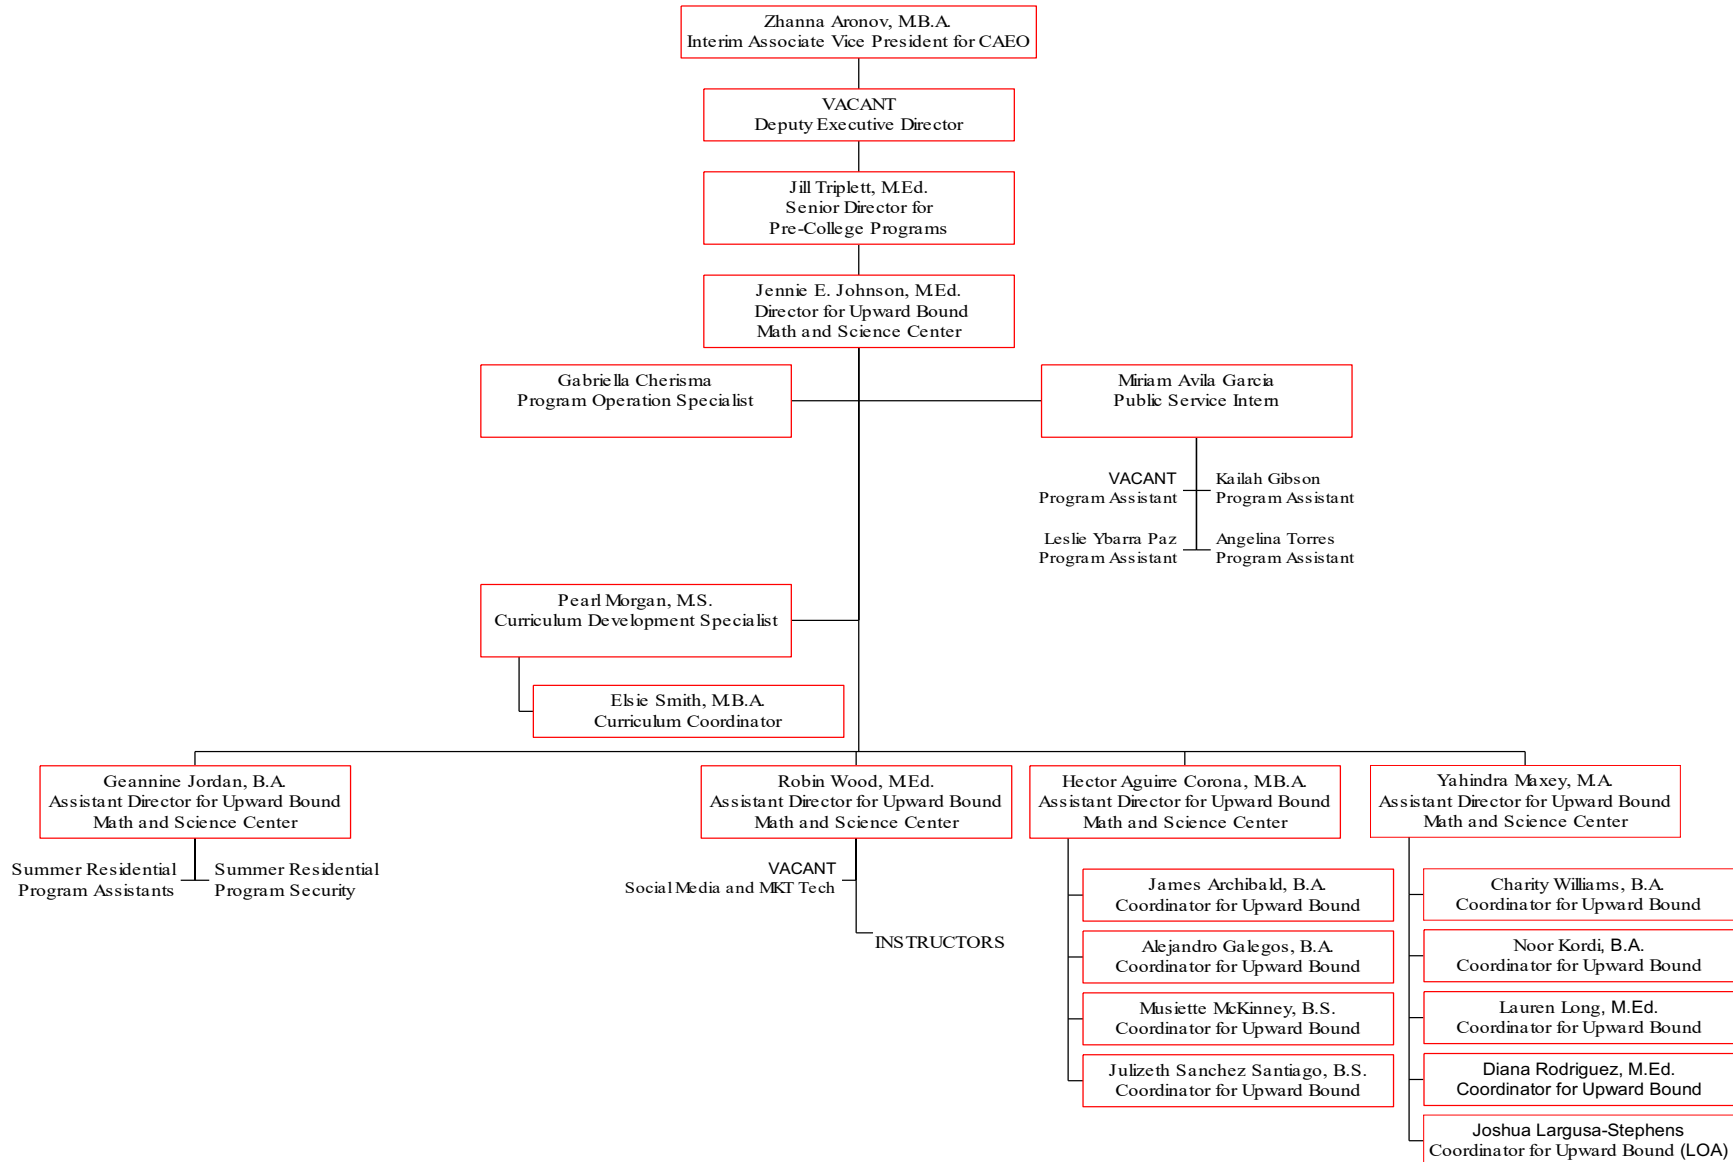 Zhanna Aronov, M.B.A.
Interim Associate Vice President for CAEO
VACANT
Deputy Executive Director
Jill Triplett, M.Ed.
Senior Director for
Pre-College Programs
Jennie E. Johnson, M.Ed.
Director for Upward Bound
Math and Science Center
Gabriella Cherisma
Program Operation Specialist
Miriam Avila Garcia
Public Service Intern
VACANT
Program Assistant
Kailah Gibson
Program Assistant
Leslie Ybarra Paz
Program Assistant
Angelina Torres
Program Assistant
Pearl Morgan, M.S.
Curriculum Development Specialist
Elsie Smith, M.B.A.
Curriculum Coordinator
Geannine Jordan, B.A.
Assistant Director for Upward Bound
Math and Science Center
Summer Residential
Program Assistants
Summer Residential
Program Security
Robin Wood, M.Ed.
Assistant Director for Upward Bound
Math and Science Center
VACANT
Social Media and MKT Tech
INSTRUCTORS
Hector Aguirre Corona, M.B.A.
Assistant Director for Upward Bound
Math and Science Center
James Archibald, B.A.
Coordinator for Upward Bound
Alejandro Galegos, B.A.
Coordinator for Upward Bound
Musiette McKinney, B.S.
Coordinator for Upward Bound
Julizeth Sanchez Santiago, B.S.
Coordinator for Upward Bound
Yahindra Maxey, M.A.
Assistant Director for Upward Bound
Math and Science Center
Charity Williams, B.A.
Coordinator for Upward Bound
Noor Kordi, B.A.
Coordinator for Upward Bound
Lauren Long, M.Ed.
Coordinator for Upward Bound
Diana Rodriguez, M.Ed.
Coordinator for Upward Bound
Joshua Largusa-Stephens
Coordinator for Upward Bound (LOA)